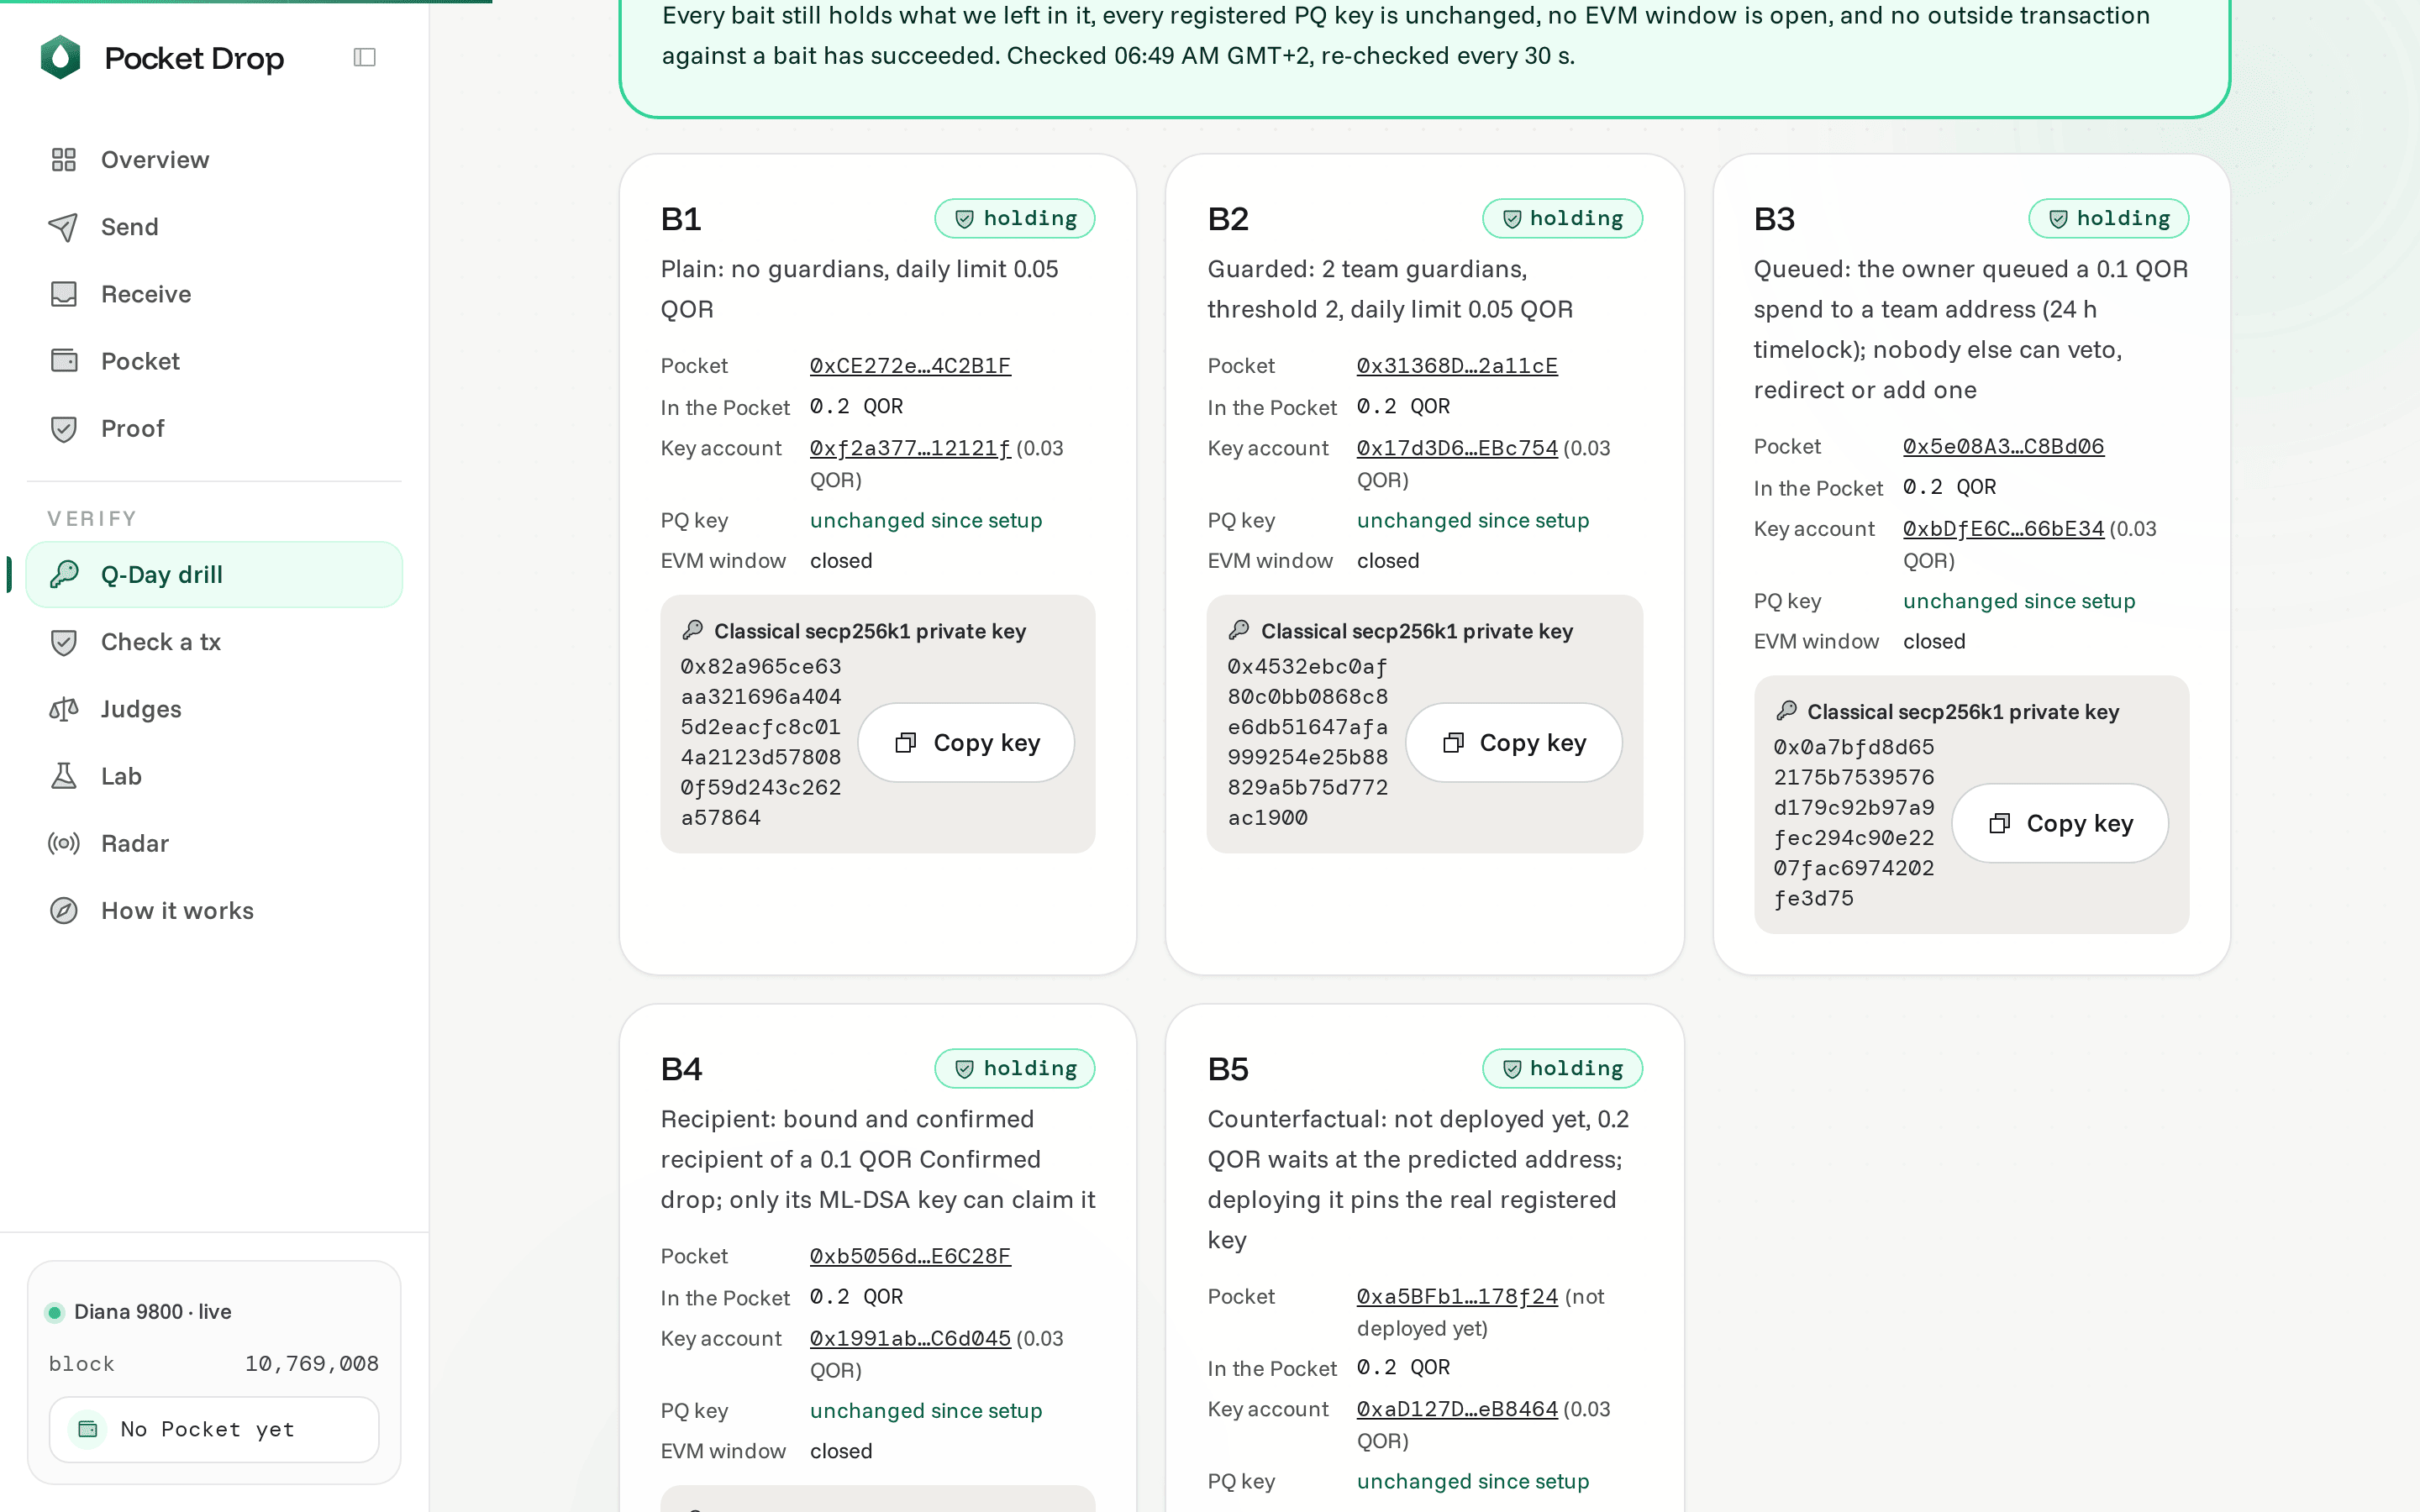 Every bait still holds what we left in it, every registered PQ key is unchanged, no EVM window is open, and no outside transaction
against a bait has succeeded. Checked 06:49 AM GMT+2, re-checked every 30 s.
Pocket Drop
Overview
Send
Receive
Pocket
Proof
VERIFY
Q-Day drill
Check a tx
Judges
Lab
Radar
How it works
Diana 9800 · live
block 10,769,008
No Pocket yet
B1 holding
Plain: no guardians, daily limit 0.05
QOR
Pocket 0xCE272e…4C2B1F
In the Pocket 0.2 QOR
Key account 0xf2a377…12121f (0.03
QOR)
PQ key unchanged since setup
EVM window closed
Classical secp256k1 private key
0x82a965ce63
aa321696a404
5d2eacfc8c01
4a2123d57808
0f59d243c262
a57864
Copy key
B2 holding
Guarded: 2 team guardians,
threshold 2, daily limit 0.05 QOR
Pocket 0x31368D…2a11cE
In the Pocket 0.2 QOR
Key account 0x17d3D6…EBc754 (0.03
QOR)
PQ key unchanged since setup
EVM window closed
Classical secp256k1 private key
0x4532ebc0af
80c0bb0868c8
e6db51647afa
999254e25b88
829a5b75d772
ac1900
Copy key
B3 holding
Queued: the owner queued a 0.1 QOR
spend to a team address (24 h
timelock); nobody else can veto,
redirect or add one
Pocket 0x5e08A3…C8Bd06
In the Pocket 0.2 QOR
Key account 0xbDfE6C…66bE34 (0.03
QOR)
PQ key unchanged since setup
EVM window closed
Classical secp256k1 private key
0x0a7bfd8d65
2175b7539576
d179c92b97a9
fec294c90e22
07fac6974202
fe3d75
Copy key
B4 holding
Recipient: bound and confirmed
recipient of a 0.1 QOR Confirmed
drop; only its ML-DSA key can claim it
Pocket 0xb5056d…E6C28F
In the Pocket 0.2 QOR
Key account 0x1991ab…C6d045 (0.03
QOR)
PQ key unchanged since setup
EVM window closed
B5 holding
Counterfactual: not deployed yet, 0.2
QOR waits at the predicted address;
deploying it pins the real registered
key
Pocket 0xa5BFb1…178f24 (not
deployed yet)
In the Pocket 0.2 QOR
Key account 0xaD127D…eB8464 (0.03
QOR)
PQ key unchanged since setup